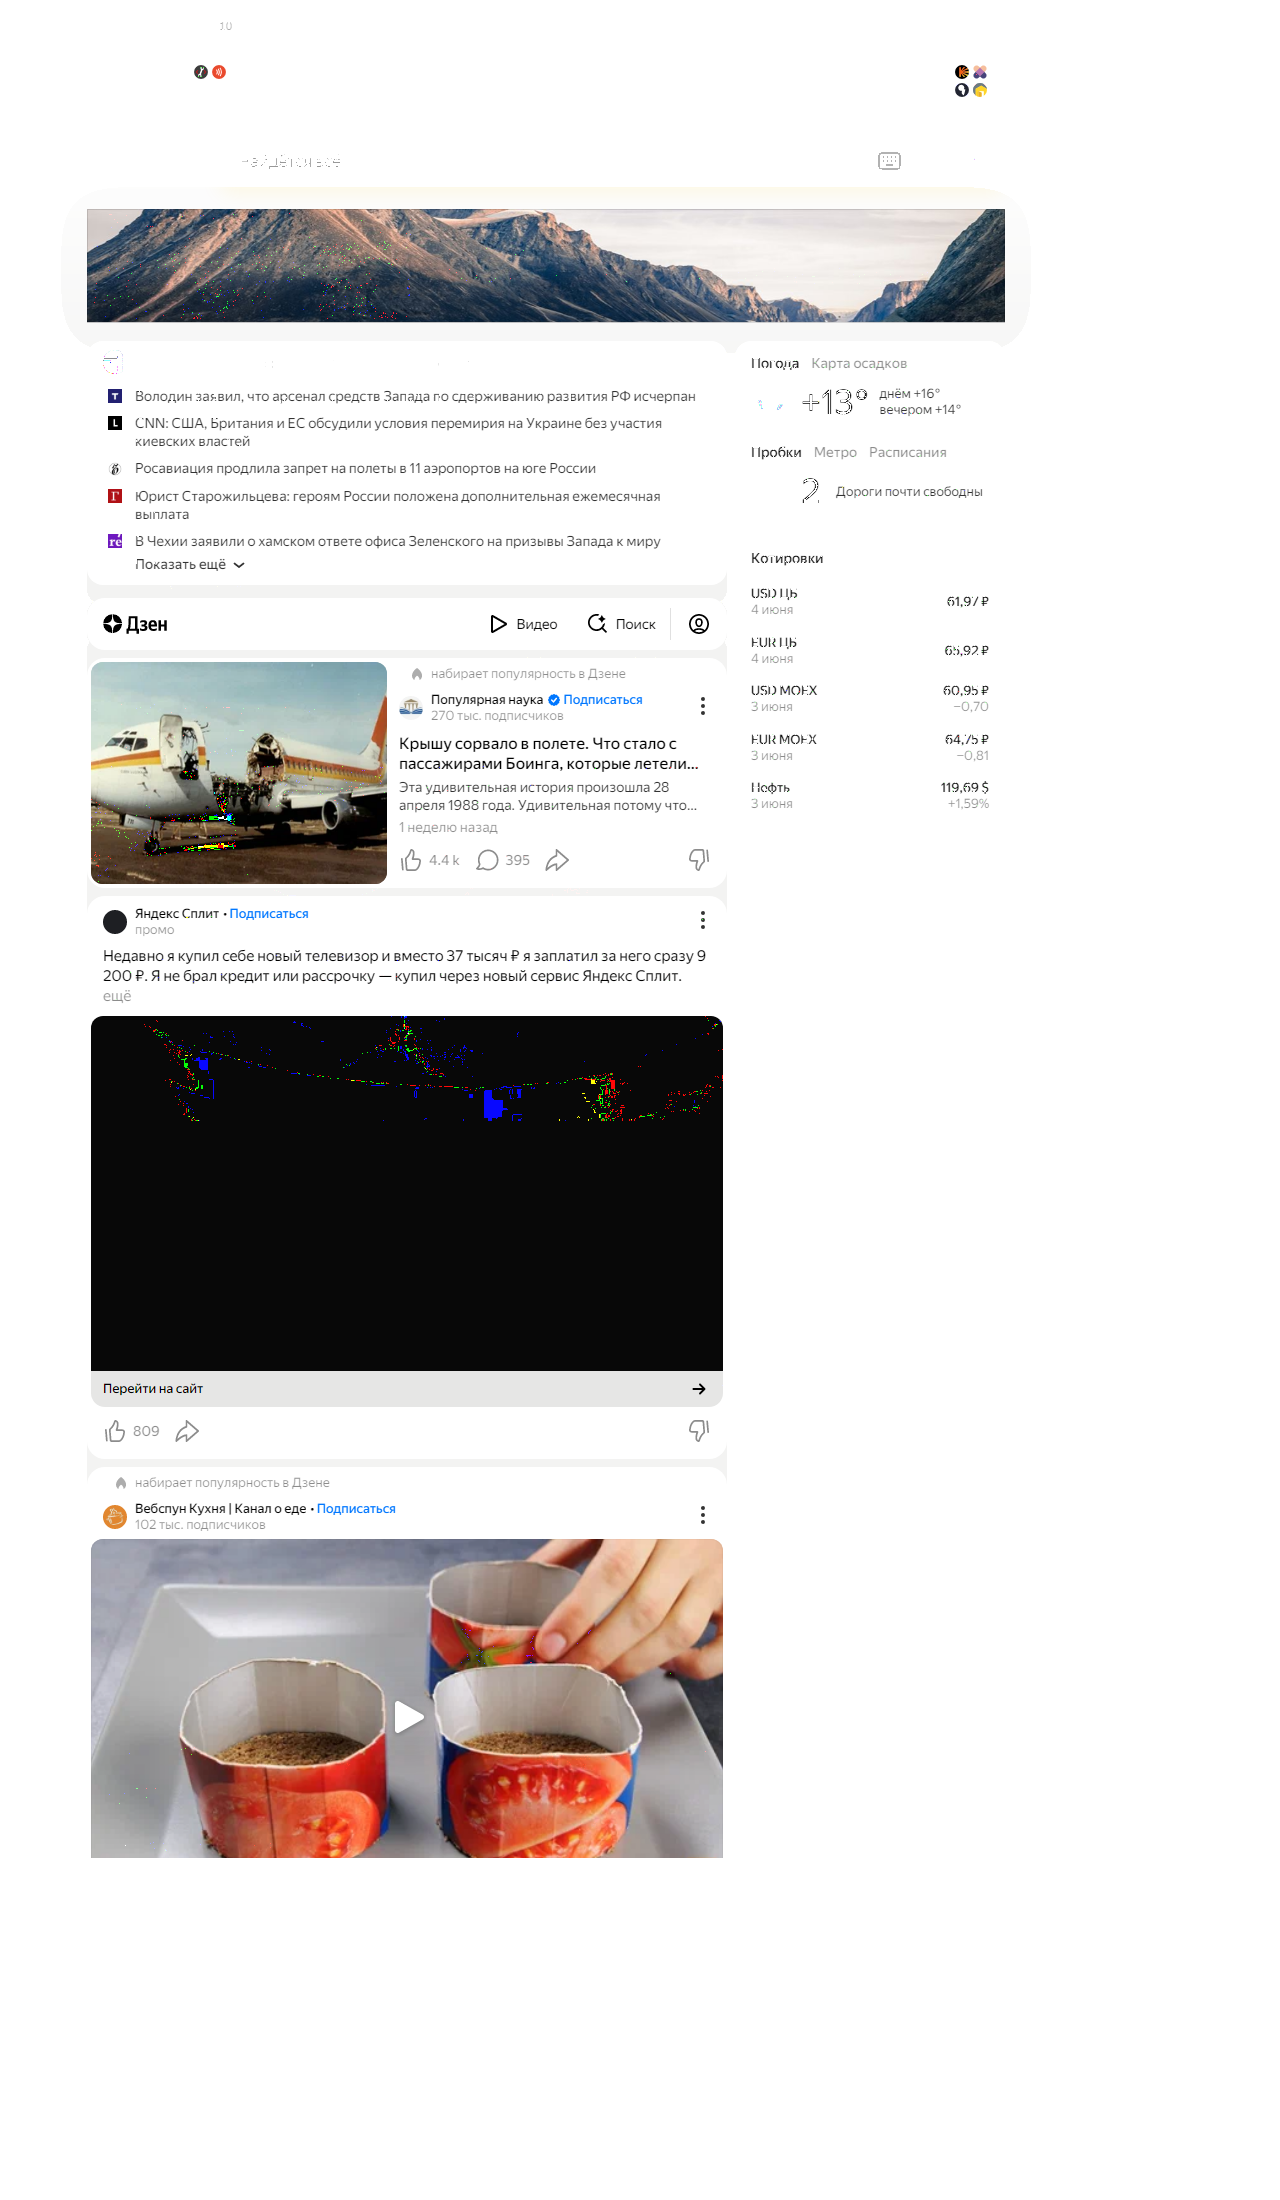 10
Найдётся всё
Володин заявил, что арсенал средств Запада по сдерживанию развития РФ исчерпан
CNN: США, Британия и ЕС обсудили условия перемирия на Украине без участия
киевских властей
Росавиация продлила запрет на полеты в 11 аэропортов на юге России
Юрист Старожильцева: героям России положена дополнительная ежемесячная
выплата
В Чехии заявили о хамском ответе офиса Зеленского на призывы Запада к миру
Показать ещё
Погода Карта осадков
+13° днём +16°
вечером +14°
Пробки Метро Расписания
2 Дороги почти свободны
Котировки
USD ЦБ 61,97 ₽
4 июня
EUR ЦБ 65,92 ₽
4 июня
USD MOEX 60,95 ₽
3 июня −0,70
EUR MOEX 64,75 ₽
3 июня −0,81
Нефть 119,69 $
3 июня +1,59%
Дзен Видео Поиск
набирает популярность в Дзене
Популярная наука Подписаться
270 тыс. подписчиков
Крышу сорвало в полете. Что стало с
пассажирами Боинга, которые летели...
Эта удивительная история произошла 28
апреля 1988 года. Удивительная потому что...
1 неделю назад
4.4 k 395
Яндекс Сплит • Подписаться
промо
Недавно я купил себе новый телевизор и вместо 37 тысяч ₽ я заплатил за него сразу 9
200 ₽. Я не брал кредит или рассрочку — купил через новый сервис Яндекс Сплит.
ещё
Перейти на сайт
809
набирает популярность в Дзене
Вебспун Кухня | Канал о еде • Подписаться
102 тыс. подписчиков